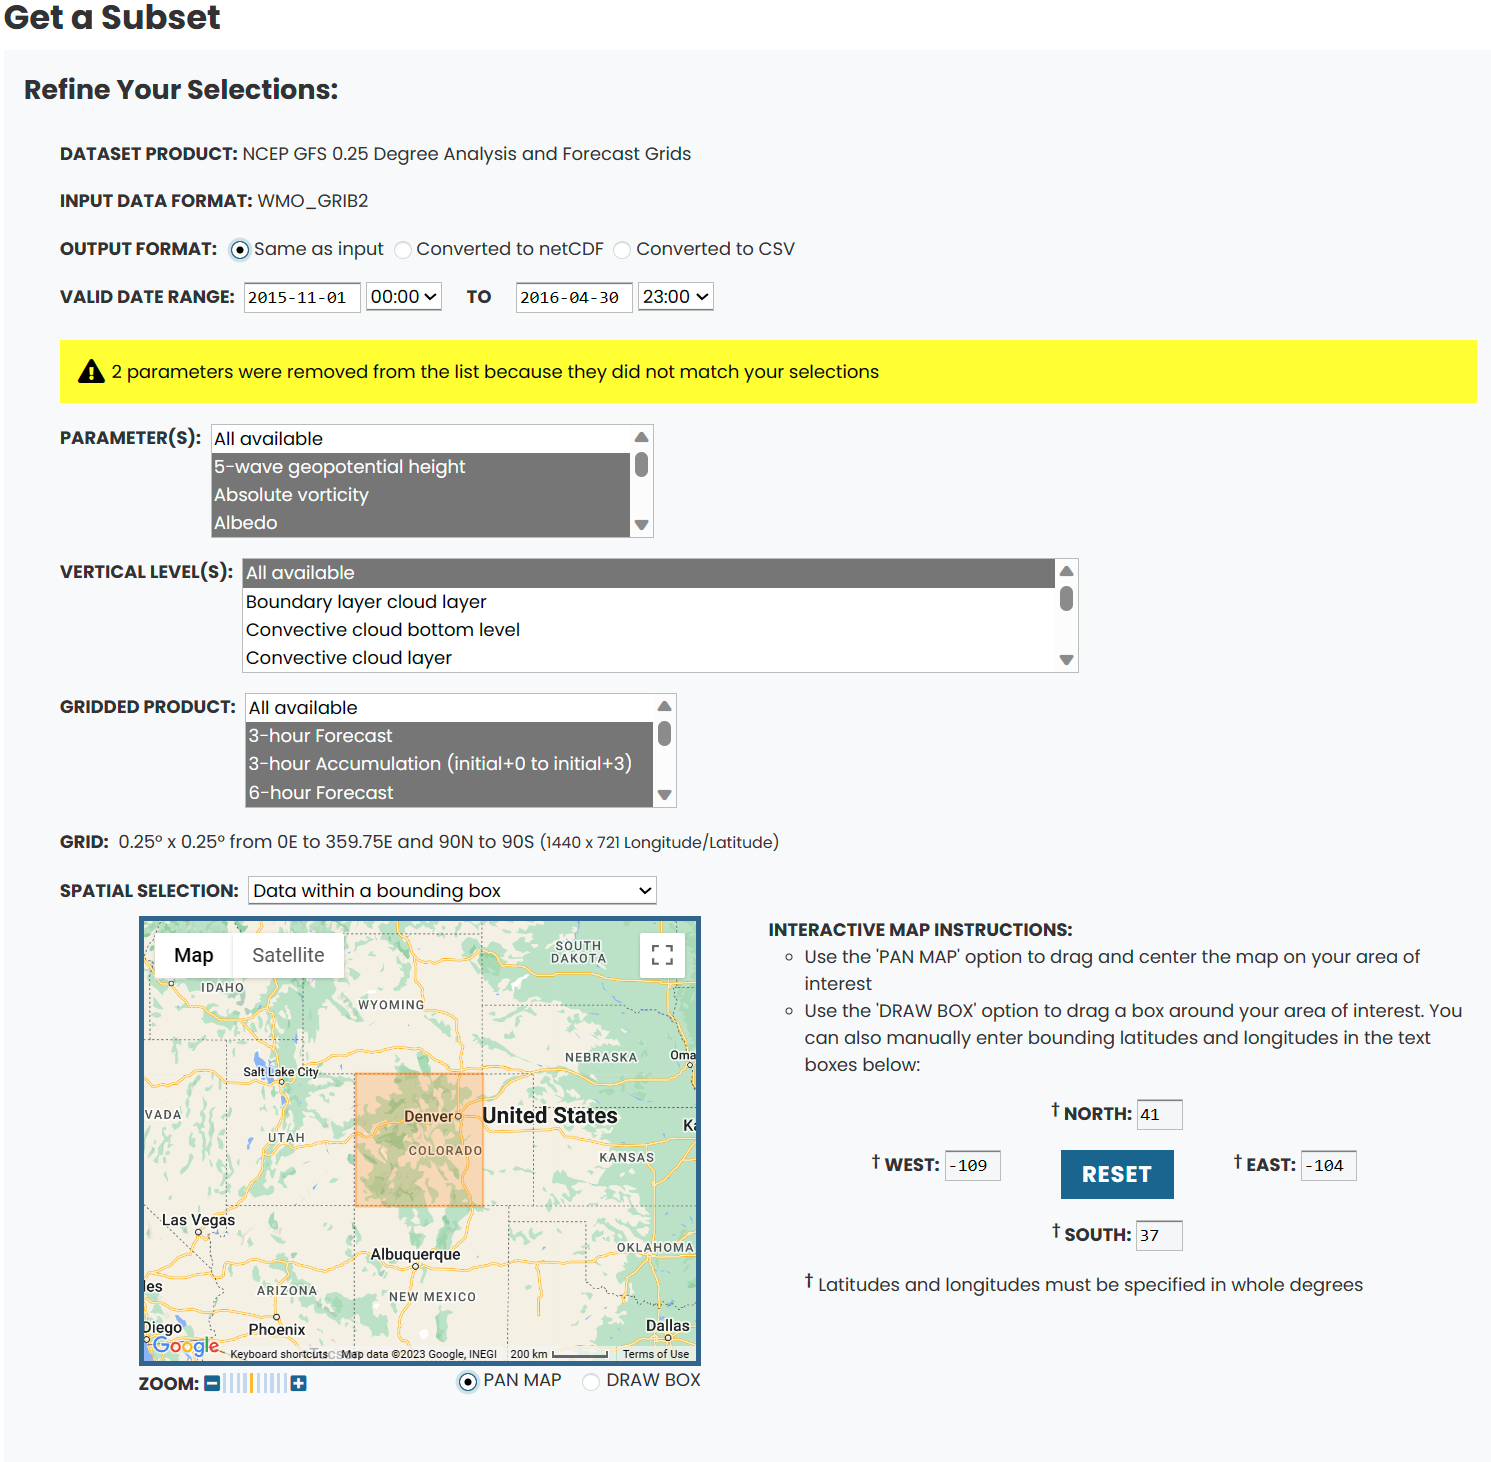 Get a Subset
Refine Your Selections:
DATASET PRODUCT: NCEP GFS 0.25 Degree Analysis and Forecast Grids
INPUT DATA FORMAT: WMO_GRIB2
OUTPUT FORMAT: Same as input Converted to netCDF Converted to CSV
VALID DATE RANGE: 2015-11-01 00:00 TO 2016-04-30 23:00
2 parameters were removed from the list because they did not match your selections
PARAMETER(S): All available
5-wave geopotential height
Absolute vorticity
Albedo
VERTICAL LEVEL(S): All available
Boundary layer cloud layer
Convective cloud bottom level
Convective cloud layer
GRIDDED PRODUCT: All available
3-hour Forecast
3-hour Accumulation (initial+0 to initial+3)
6-hour Forecast
GRID: 0.25° x 0.25° from 0E to 359.75E and 90N to 90S (1440 x 721 Longitude/Latitude)
SPATIAL SELECTION: Data within a bounding box
Map Satellite
SOUTH
DAKOTA
IDAHO
WYOMING
NEBRASKA
Oma
Salt Lake City
VADA
Denver
United States
Ka
UTAH
COLORADO
KANSAS
Las Vegas
Albuquerque
OKLAHOMA
les
ARIZONA
NEW MEXICO
Diego
Phoenix
Dallas
Google
Keyboard shortcuts Map data ©2023 Google, INEGI 200 km Terms of Use
ZOOM: PAN MAP DRAW BOX
INTERACTIVE MAP INSTRUCTIONS:
Use the 'PAN MAP' option to drag and center the map on your area of
interest
Use the 'DRAW BOX' option to drag a box around your area of interest. You
can also manually enter bounding latitudes and longitudes in the text
boxes below:
† NORTH: 41
† WEST: -109
RESET
† EAST: -104
† SOUTH: 37
† Latitudes and longitudes must be specified in whole degrees